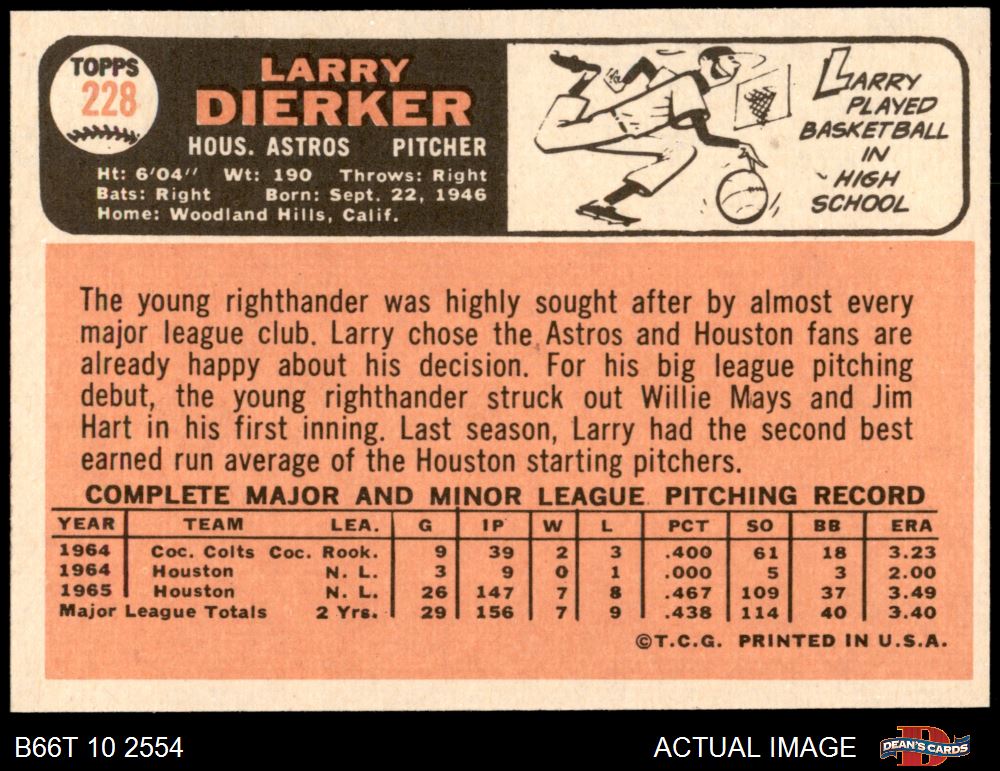 TOPPS
228
LARRY
DIERKER
HOUS. ASTROS PITCHER
Ht: 6'04" Wt: 190 Throws: Right
Bats: Right Born: Sept. 22, 1946
Home: Woodland Hills, Calif.
LARRY
PLAYED
BASKETBALL
IN
HIGH
SCHOOL
The young righthander was highly sought after by almost every
major league club. Larry chose the Astros and Houston fans are
already happy about his decision. For his big league pitching
debut, the young righthander struck out Willie Mays and Jim
Hart in his first inning. Last season, Larry had the second best
earned run average of the Houston starting pitchers.
COMPLETE MAJOR AND MINOR LEAGUE PITCHING RECORD
YEAR TEAM LEA. G IP W L PCT SO BB ERA
1964 Coc. Colts Coc. Rook. 9 39 2 3 .400 61 18 3.23
1964 Houston N. L. 3 9 0 1 .000 5 3 2.00
1965 Houston N. L. 26 147 7 8 .467 109 37 3.49
Major League Totals 2 Yrs. 29 156 7 9 .438 114 40 3.40
©T.C.G. PRINTED IN U.S.A.
B66T 10 2554
ACTUAL IMAGE
DEAN'S CARDS